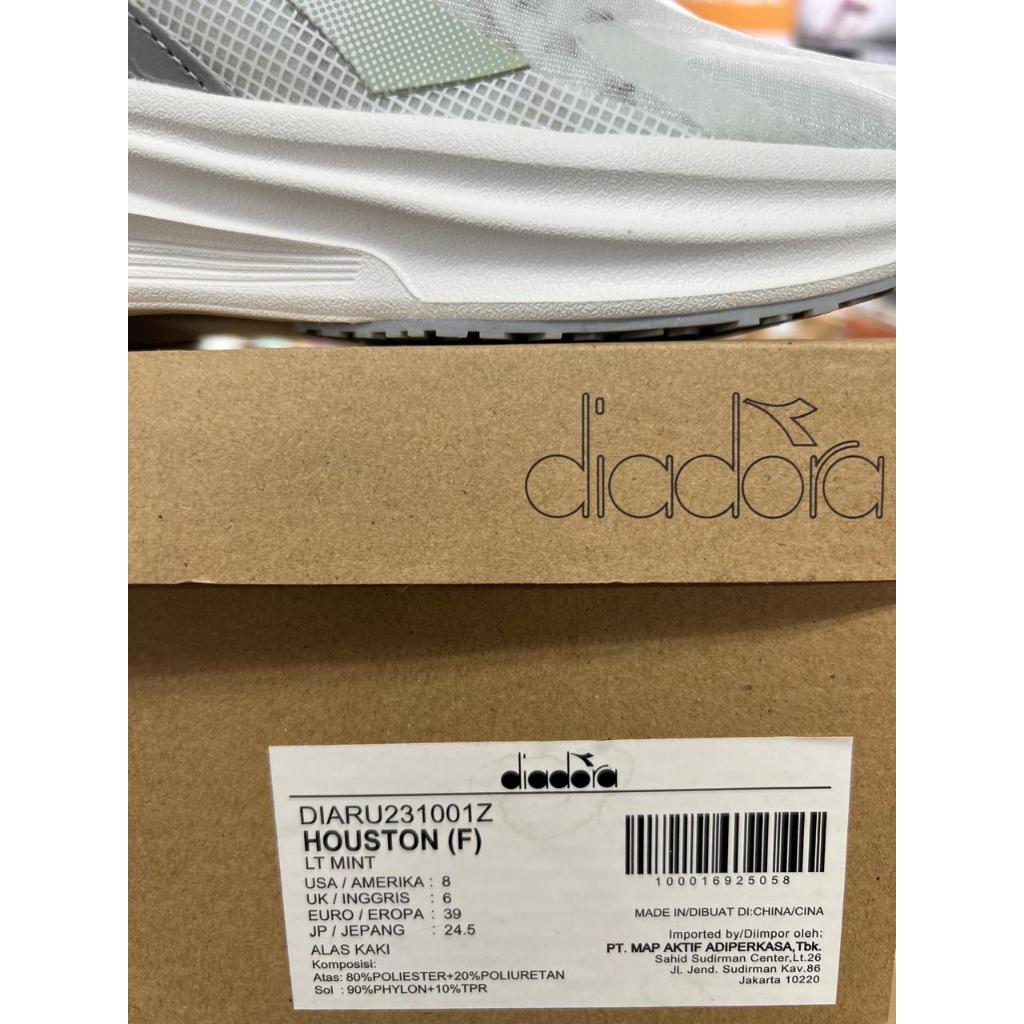 diadora
diadora
DIARU231001Z
HOUSTON (F)
LT MINT
USA / AMERIKA : 8
UK / INGGRIS : 6
EURO / EROPA : 39
JP / JEPANG : 24.5
ALAS KAKI
Komposisi:
Atas: 80%POLIESTER+20%POLIURETAN
Sol : 90%PHYLON+10%TPR
100016925058
MADE IN/DIBUAT DI:CHINA/CINA
Imported by/Diimpor oleh:
PT. MAP AKTIF ADIPERKASA,Tbk.
Sahid Sudirman Center,Lt.26
Jl. Jend. Sudirman Kav.86
Jakarta 10220